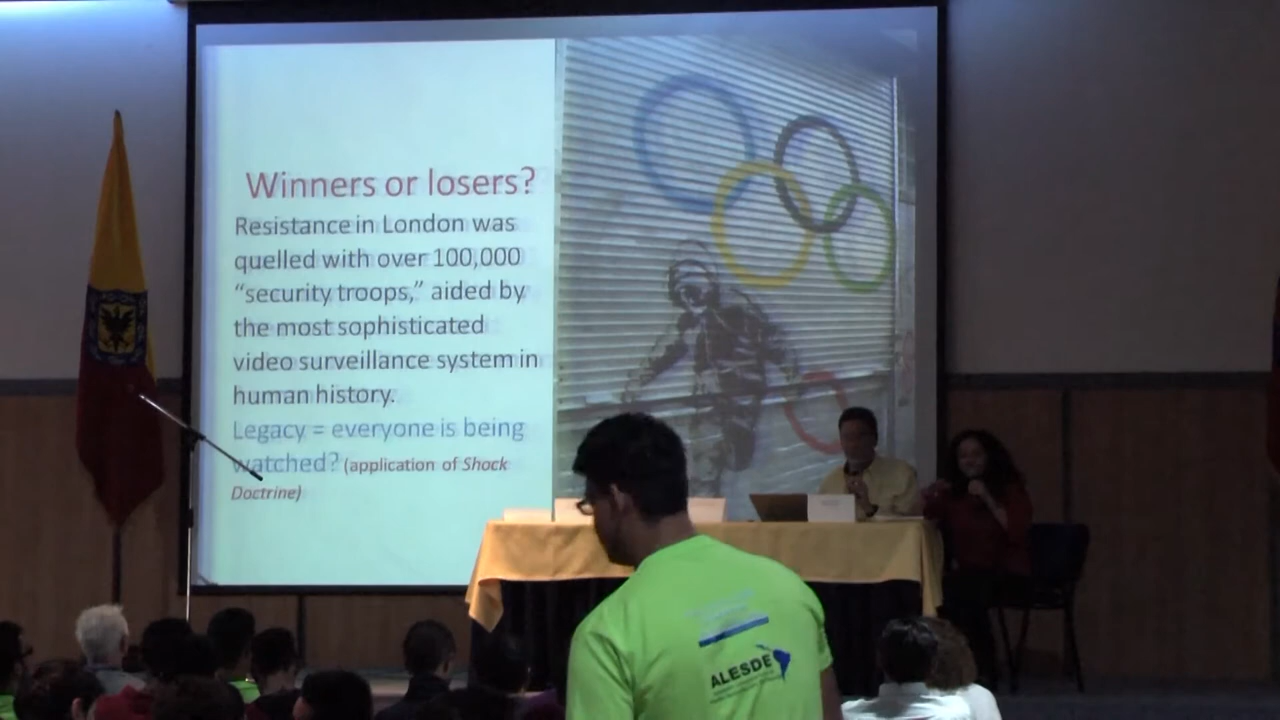 Winners or losers?
Resistance in London was
quelled with over 100,000
“security troops,” aided by
the most sophisticated
video surveillance system in
human history.
Legacy = everyone is being
watched? (application of Shock
Doctrine)
ALESDE